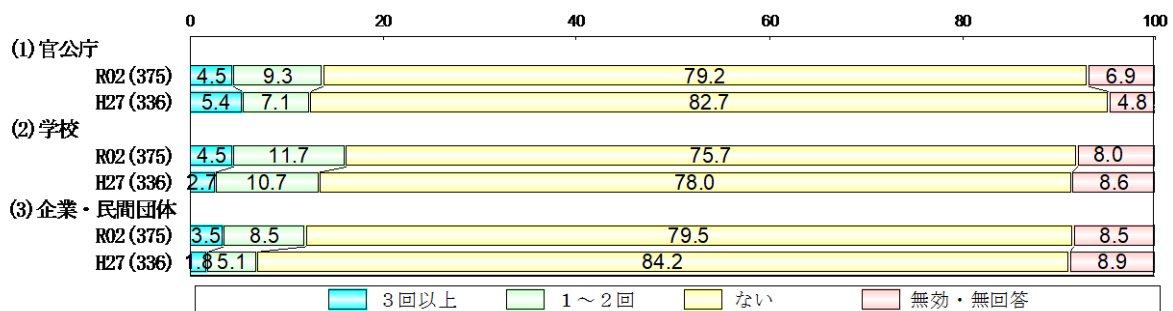 0 20 40 60 80 100
(1)官公庁
R02(375) 4.5 9.3 79.2 6.9
H27(336) 5.4 7.1 82.7 4.8
(2)学校
R02(375) 4.5 11.7 75.7 8.0
H27(336) 2.7 10.7 78.0 8.6
(3)企業・民間団体
R02(375) 3.5 8.5 79.5 8.5
H27(336) 1.8 5.1 84.2 8.9
3回以上 1～2回 ない 無効・無回答